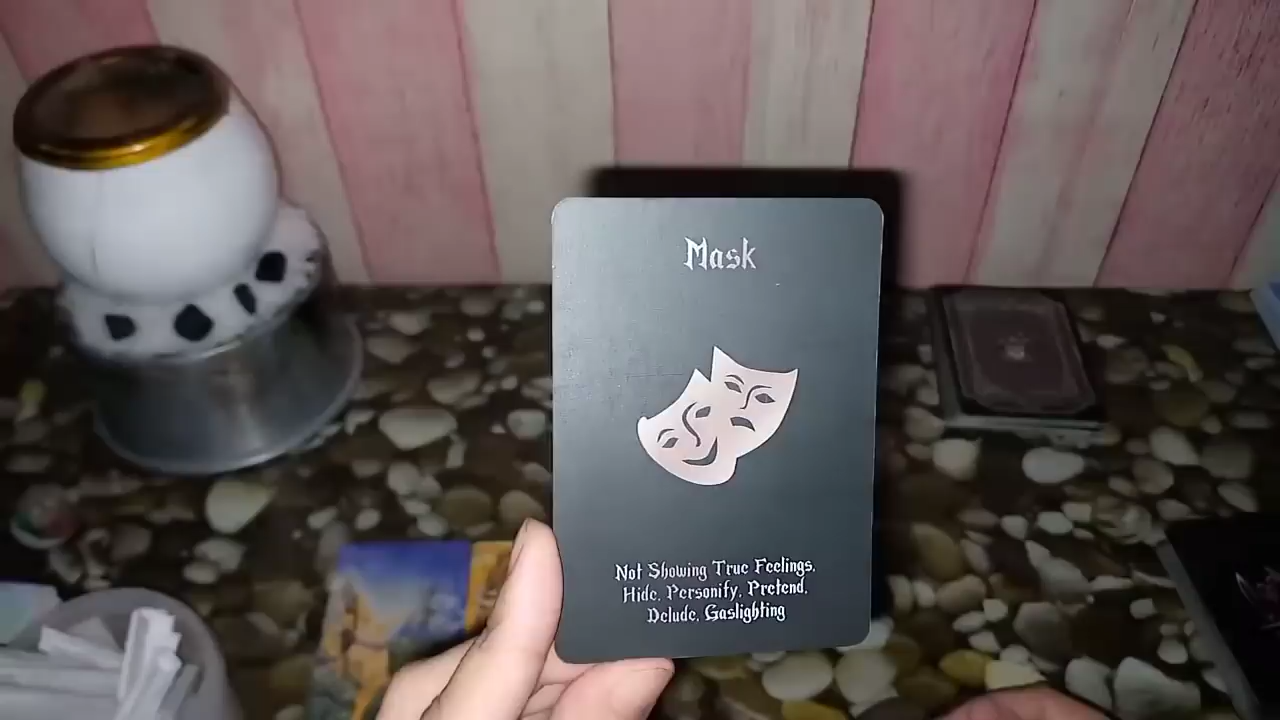 Mask
Not Showing True Feelings,
Hide, Personify, Pretend,
Delude, Gaslighting